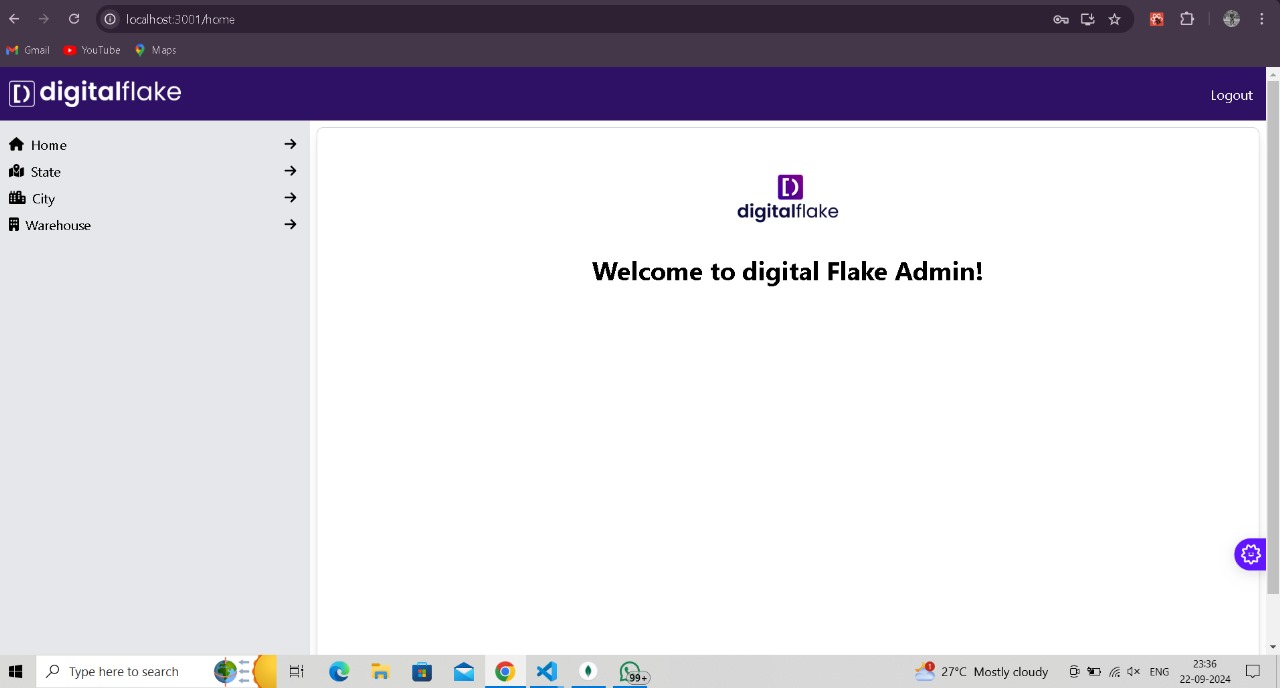 localhost:3001/home
Gmail YouTube Maps
digitalflake
Logout
Home
State
City
Warehouse
digitalflake
Welcome to digital Flake Admin!
Type here to search
99+
1
27°C Mostly cloudy
ENG
23:36
22-09-2024